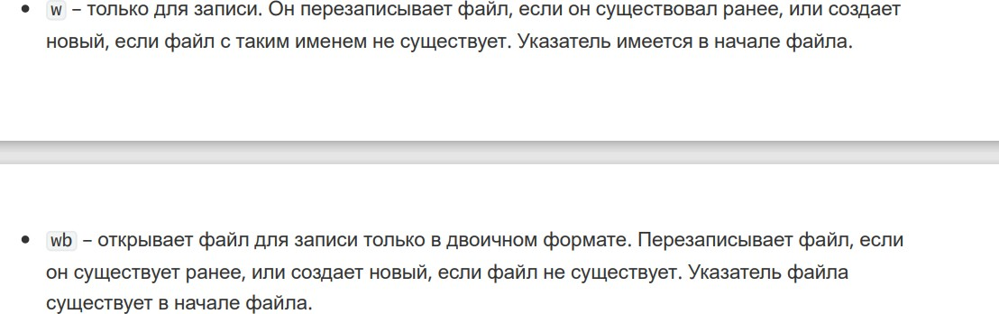 w – только для записи. Он перезаписывает файл, если он существовал ранее, или создает
новый, если файл с таким именем не существует. Указатель имеется в начале файла.
wb – открывает файл для записи только в двоичном формате. Перезаписывает файл, если
он существует ранее, или создает новый, если файл не существует. Указатель файла
существует в начале файла.